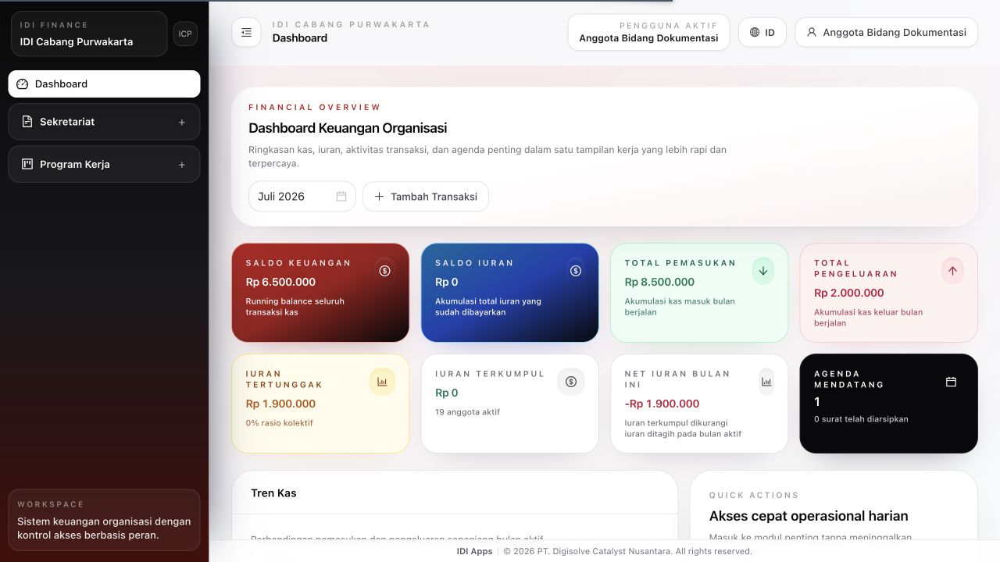 IDI FINANCE
IDI Cabang Purwakarta
ICP
Dashboard
Sekretariat
+
Program Kerja
+
WORKSPACE
Sistem keuangan organisasi dengan
kontrol akses berbasis peran.
IDI CABANG PURWAKARTA
Dashboard
PENGGUNA AKTIF
Anggota Bidang Dokumentasi
ID
Anggota Bidang Dokumentasi
FINANCIAL OVERVIEW
Dashboard Keuangan Organisasi
Ringkasan kas, iuran, aktivitas transaksi, dan agenda penting dalam satu tampilan kerja yang lebih rapi dan
terpercaya.
Juli 2026
Tambah Transaksi
SALDO KEUANGAN
Rp 6.500.000
Running balance seluruh
transaksi kas
SALDO IURAN
Rp 0
Akumulasi total iuran yang
sudah dibayarkan
TOTAL PEMASUKAN
Rp 8.500.000
Akumulasi kas masuk bulan
berjalan
TOTAL
PENGELUARAN
Rp 2.000.000
Akumulasi kas keluar bulan
berjalan
IURAN
TERTUNGGAK
Rp 1.900.000
0% rasio kolektif
IURAN TERKUMPUL
Rp 0
19 anggota aktif
NET IURAN BULAN
INI
-Rp 1.900.000
Iuran terkumpul dikurangi
iuran ditagih pada bulan aktif
AGENDA
MENDATANG
1
0 surat telah diarsipkan
Tren Kas
Perbandingan pemasukan dan pengeluaran sepanjang bulan aktif
QUICK ACTIONS
Akses cepat operasional harian
Masuk ke modul penting tanpa meninggalkan
IDI Apps | © 2026 PT. Digisolve Catalyst Nusantara. All rights reserved.